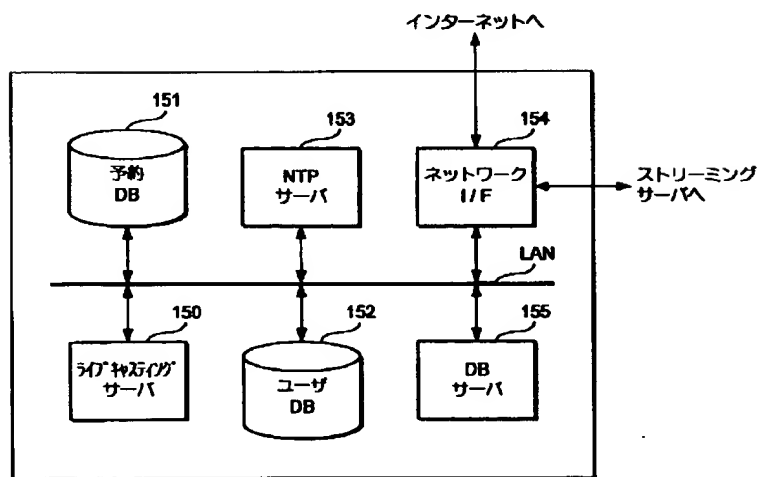 インターネットへ
151
153
154
予約
DB
NTP
サーバ
ネットワーク
I/F
ストリーミング
サーバへ
LAN
150
152
155
ライブキャスティング
サーバ
ユーザ
DB
DB
サーバ